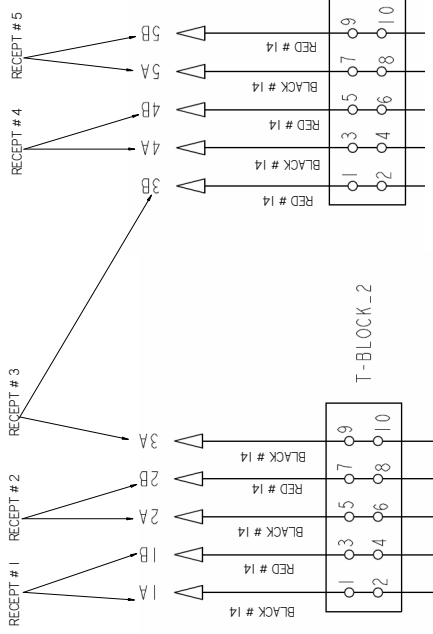 RECEPT # 1
RECEPT # 2
RECEPT # 3
RECEPT # 4
RECEPT # 5
1A
1B
2A
2B
3A
3B
4A
4B
5A
5B
BLACK # 14
RED # 14
BLACK # 14
RED # 14
BLACK # 14
RED # 14
BLACK # 14
RED # 14
BLACK # 14
RED # 14
1 3 5 7 9
2 4 6 8 10
T-BLOCK_2
1 3 5 7 9
2 4 6 8 10